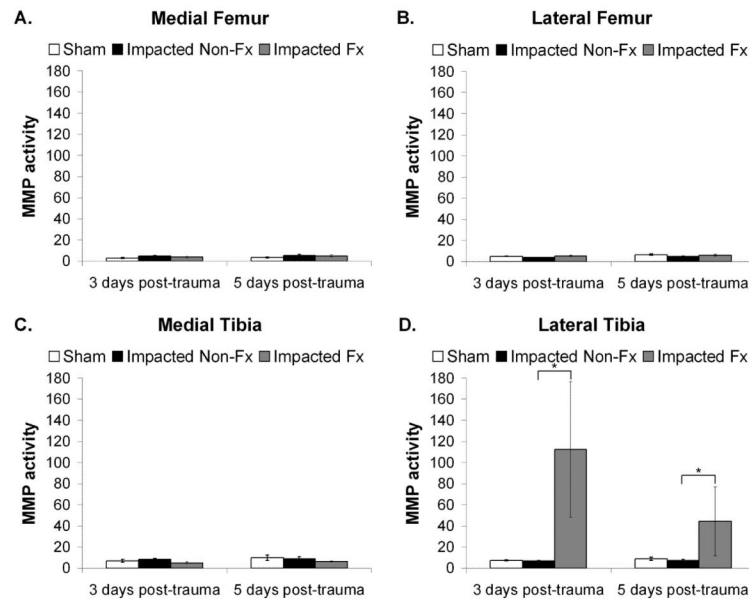 A. Medial Femur
Sham Impacted Non-Fx Impacted Fx
180
160
140
120
100
80
60
40
20
0
MMP activity
3 days post-trauma 5 days post-trauma
B. Lateral Femur
Sham Impacted Non-Fx Impacted Fx
180
160
140
120
100
80
60
40
20
0
MMP activity
3 days post-trauma 5 days post-trauma
C. Medial Tibia
Sham Impacted Non-Fx Impacted Fx
180
160
140
120
100
80
60
40
20
0
MMP activity
3 days post-trauma 5 days post-trauma
D. Lateral Tibia
Sham Impacted Non-Fx Impacted Fx
180
160
140
120
100
80
60
40
20
0
MMP activity
*
*
3 days post-trauma 5 days post-trauma